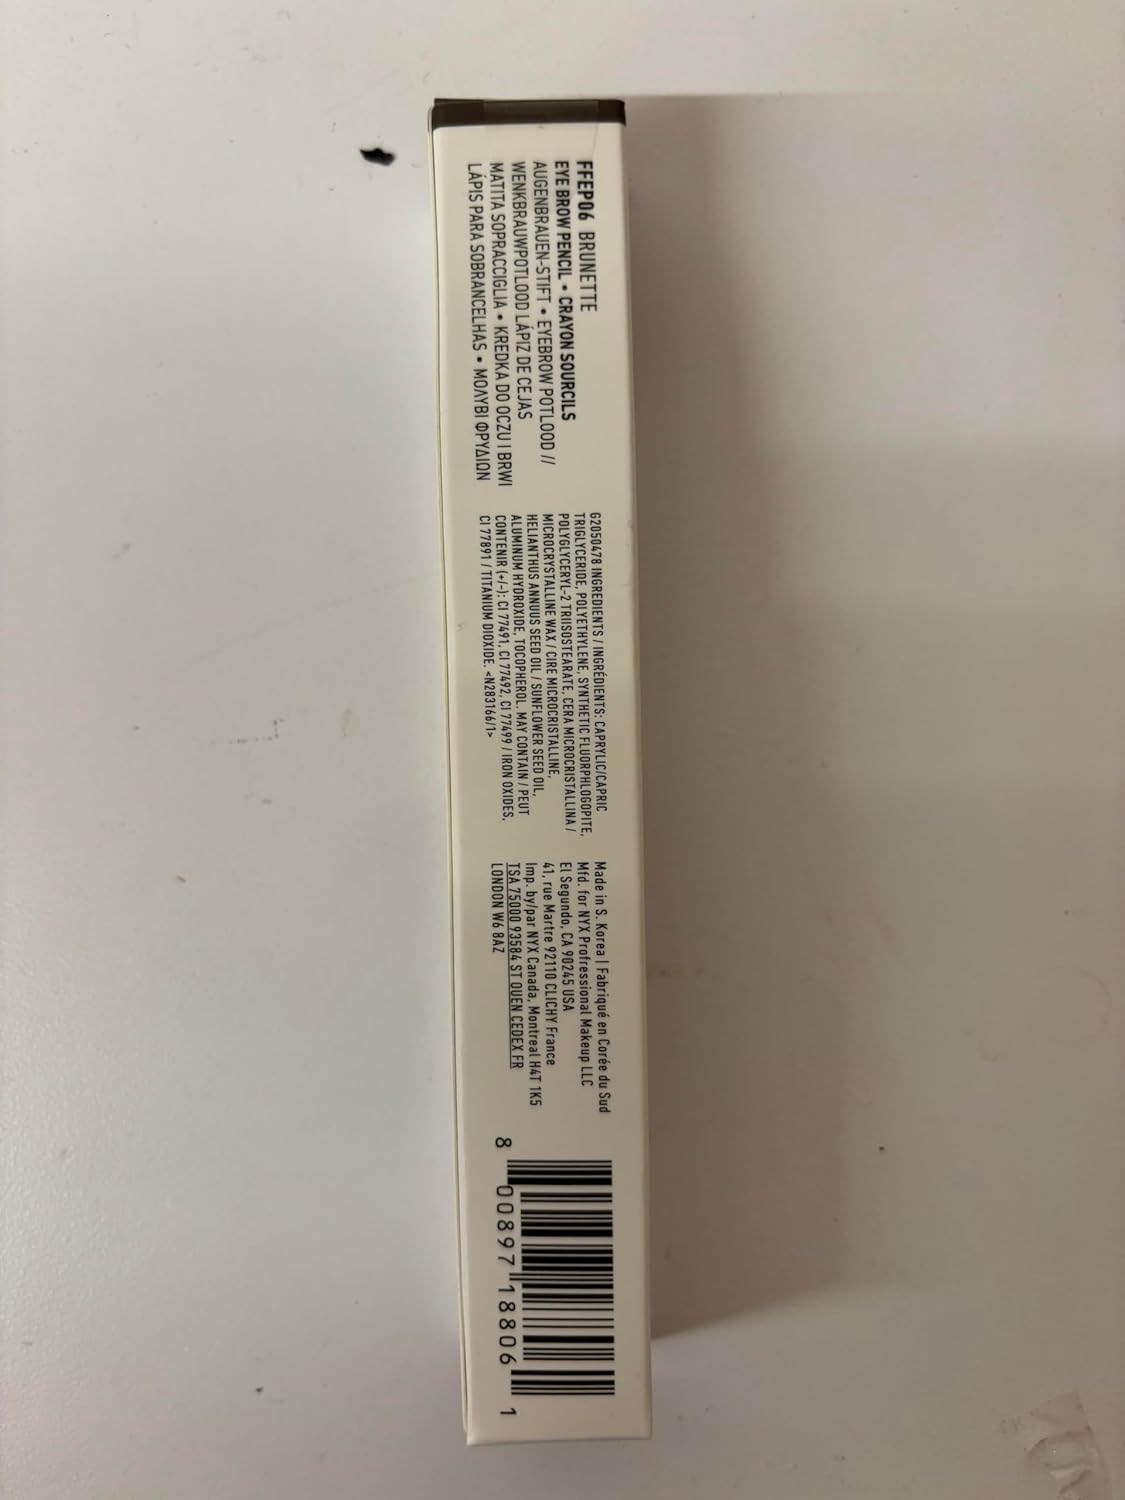 FFEP06 BRUNETTE
EYE BROW PENCIL • CRAYON SOURCILS
AUGENBRAUEN-STIFT • EYEBROW POTLOOD //
WENKBRAUWPOTLOOD LÁPIZ DE CEJAS
MATITA SOPRACCIGLIA • KREDKA DO OCZU I BRWI
LÁPIS PARA SOBRANCELHAS • ΜΟΛΥΒΙ ΦΡΥΔΙΩΝ
G2050478 INGREDIENTS / INGRÉDIENTS: CAPRYLIC/CAPRIC
TRIGLYCERIDE, POLYETHYLENE, SYNTHETIC FLUORPHLOGOPITE,
POLYGLYCERYL-2 TRIISOSTEARATE, CERA MICROCRISTALLINA /
MICROCRYSTALLINE WAX / CIRE MICROCRISTALLINE,
HELIANTHUS ANNUUS SEED OIL / SUNFLOWER SEED OIL,
ALUMINUM HYDROXIDE, TOCOPHEROL. MAY CONTAIN / PEUT
CONTENIR (+/-): CI 77491, CI 77492, CI 77499 / IRON OXIDES,
CI 77891 / TITANIUM DIOXIDE. <N283166/1>
Made in S. Korea | Fabriqué en Corée du Sud
Mfd. for NYX Profressional Makeup LLC
El Segundo, CA 90245 USA
41, rue Martre 92110 CLICHY France
Imp. by/par NYX Canada, Montreal H4T 1K5
TSA 75000 93584 ST OUEN CEDEX FR
LONDON W6 8AZ
8 00897 18806 1